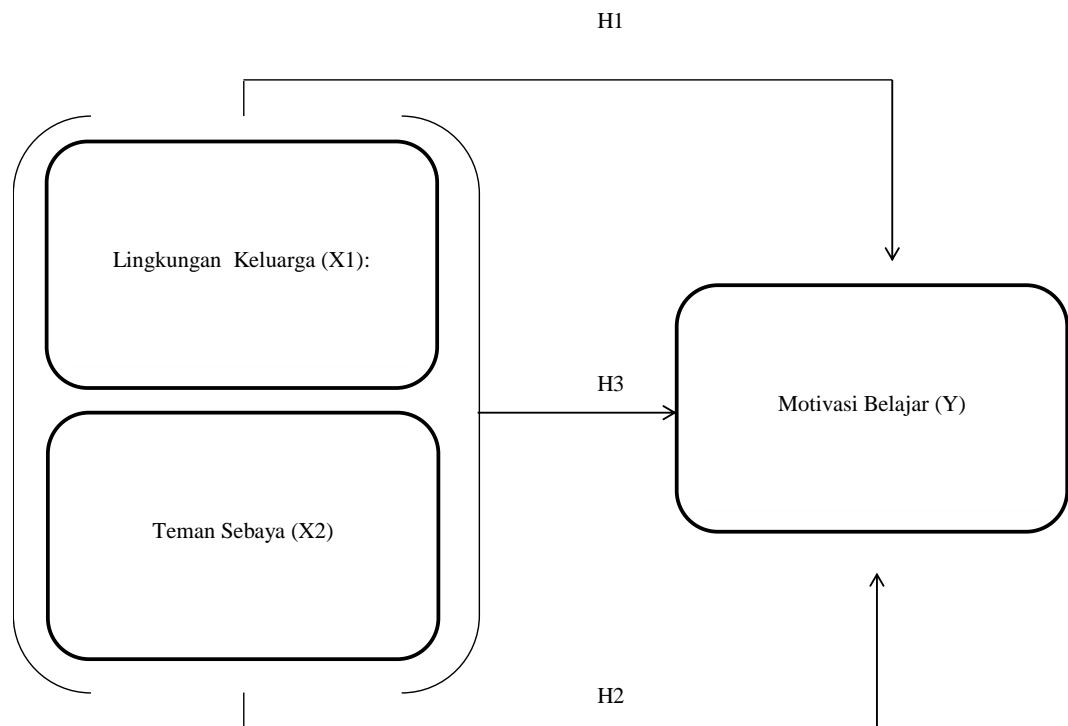 H1
Lingkungan Keluarga (X1):
H3
Motivasi Belajar (Y)
Teman Sebaya (X2)
H2